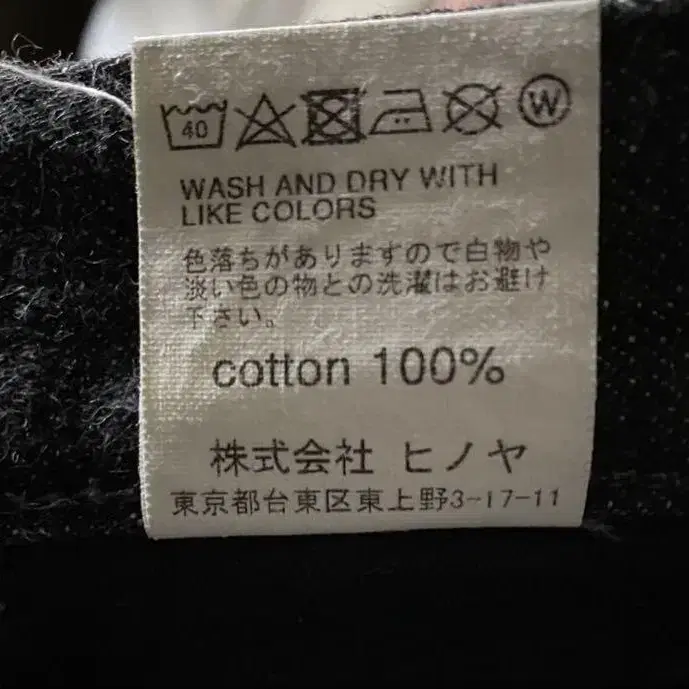 40
W
WASH AND DRY WITH
LIKE COLORS
色落ちがありますので白物や
淡い色の物との洗濯はお避け
下さい。
cotton 100%
株式会社 ヒノヤ
東京都台東区東上野3-17-11